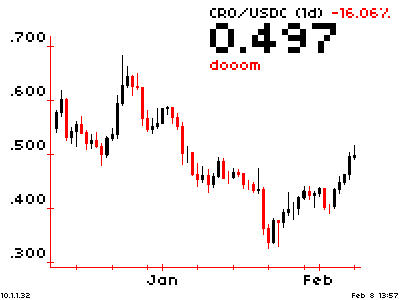 CRO/USDC (1d) -16.06%
0.497
dooom
.700
.600
.500
.400
.300
Jan Feb
10.1.1.32 Feb 8 13:57